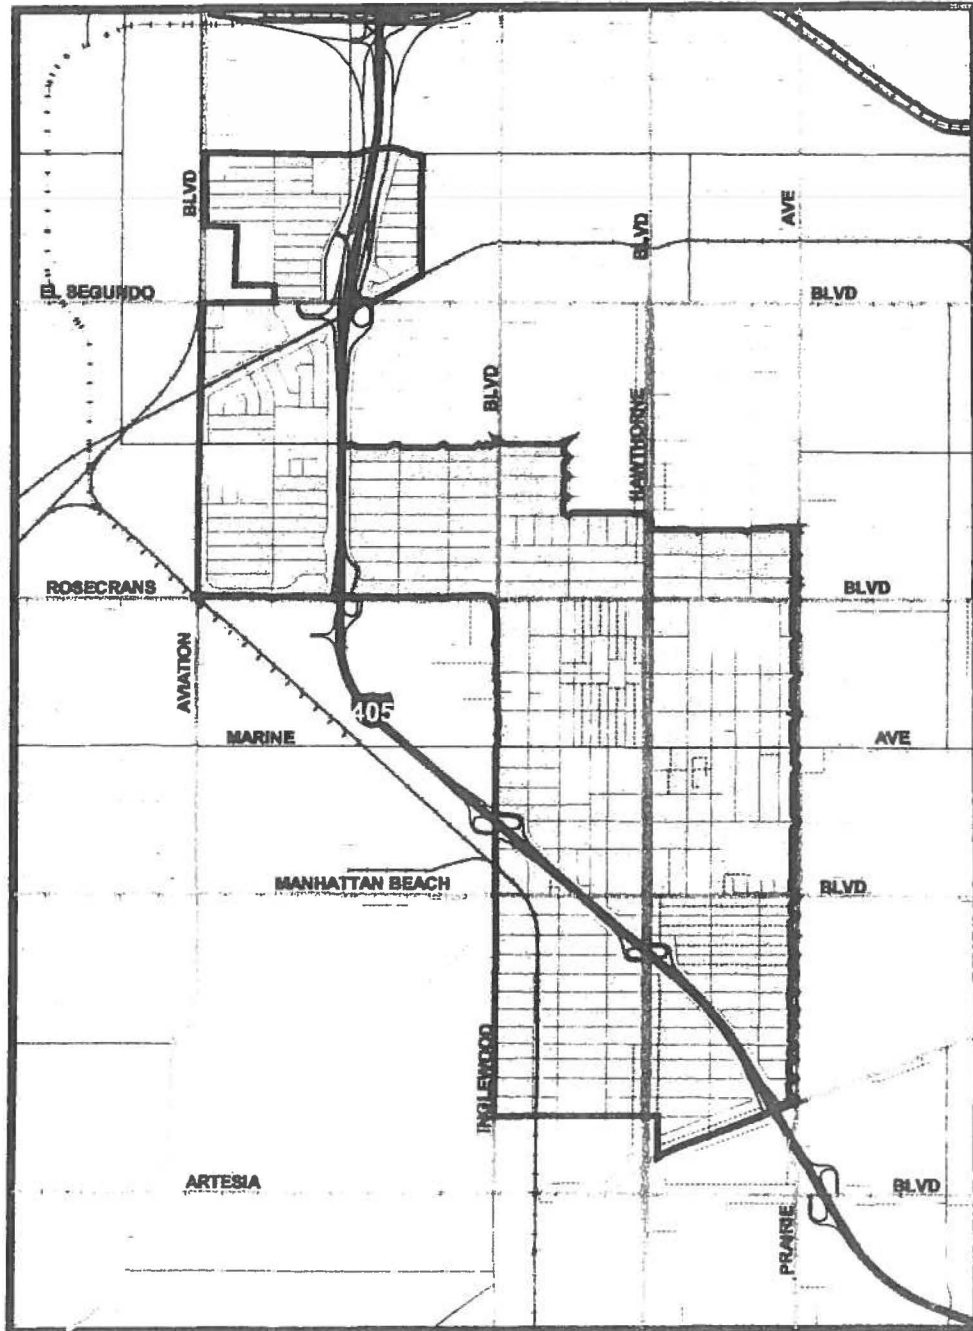 BLVD
AVE
BLVD
EL SEGUNDO
BLVD
BLVD
HAWTHORNE
ROSECRANS
BLVD
AVIATION
405
MARINE
AVE
MANHATTAN BEACH
BLVD
INGLEWOOD
ARTESIA
BLVD
PRAIRIE